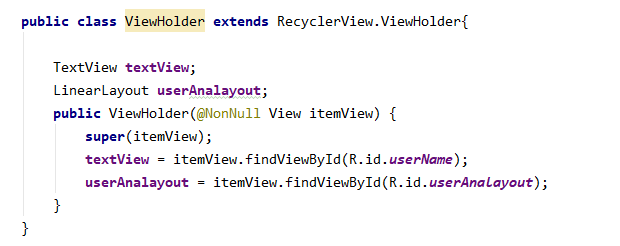 public class ViewHolder extends RecyclerView.ViewHolder{
TextView textView;
LinearLayout userAnalayout;
public ViewHolder(@NonNull View itemView) {
super(itemView);
textView = itemView.findViewById(R.id.userName);
userAnalayout = itemView.findViewById(R.id.userAnaLayout);
}
}